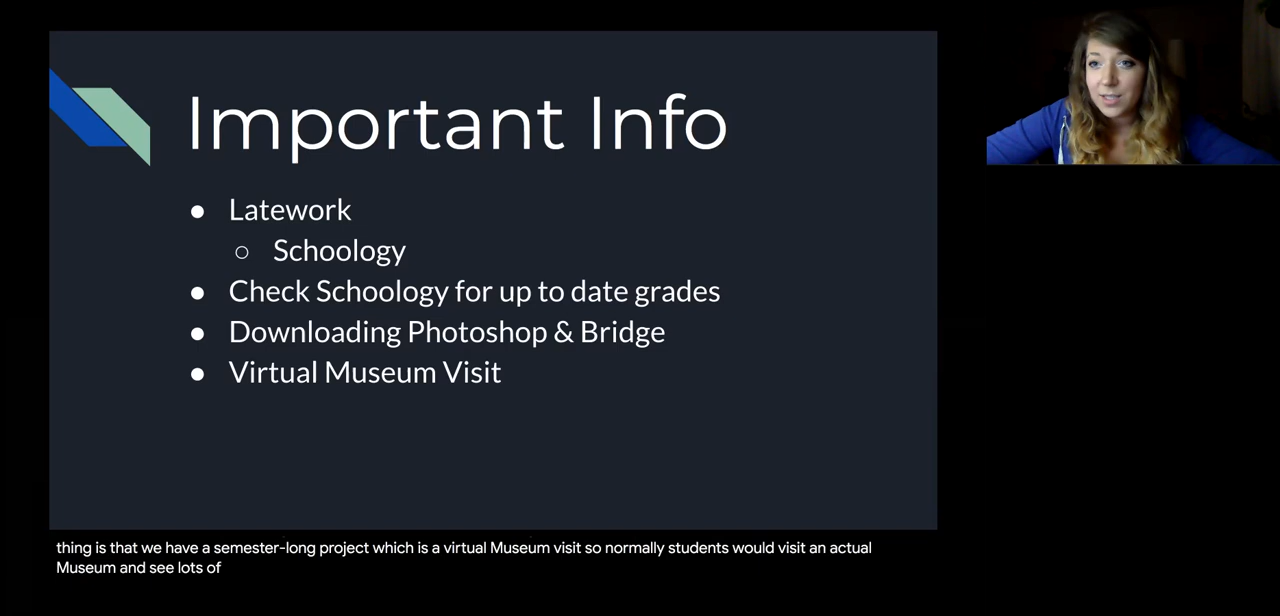 Important Info
● Latework
○ Schoology
● Check Schoology for up to date grades
● Downloading Photoshop & Bridge
● Virtual Museum Visit
thing is that we have a semester-long project which is a virtual Museum visit so normally students would visit an actual
Museum and see lots of